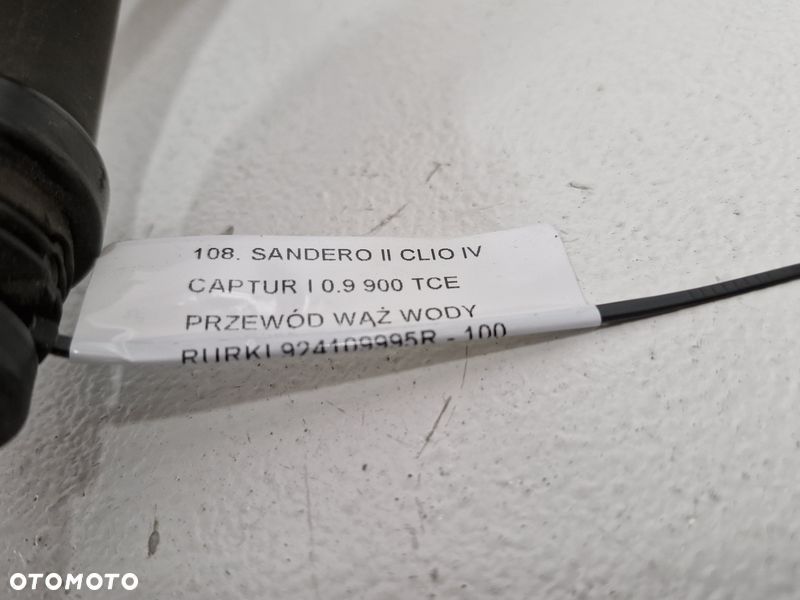 108. SANDERO II CLIO IV
CAPTUR I 0.9 900 TCE
PRZEWÓD WĄŻ WODY
RURKI 924109995R - 100
OTOMOTO